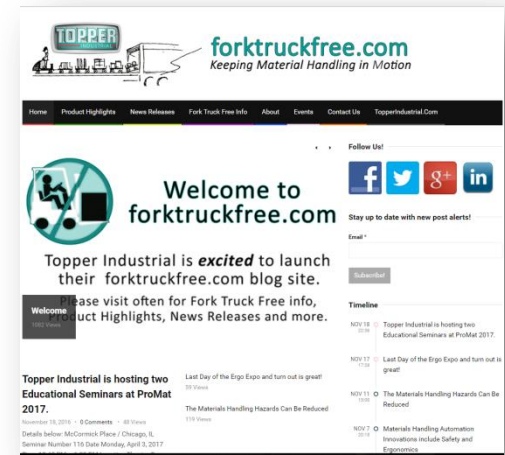 TOPPER
INDUSTRIAL
forktruckfree.com
Keeping Material Handling in Motion
Home Product Highlights News Releases Fork Truck Free Info About Events Contact Us TopperIndustrial.Com
Welcome to
forktruckfree.com
Topper Industrial is excited to launch
their forktruckfree.com blog site.
Please visit often for Fork Truck Free info,
Product Highlights, News Releases and more.
Welcome
Views
Topper Industrial is hosting two
Educational Seminars at ProMat
2017.
November 18, 2016 0 Comments Views
Details below: McCormick Place / Chicago, IL
Seminar Number 116 Date Monday, April 3, 2017
Last Day of the Ergo Expo and turn out is great!
Views
The Materials Handling Hazards Can Be Reduced
119 Views
Follow Us!
f
g+
in
Stay up to date with new post alerts!
Email *
Subscribe!
Timeline
NOV 18 Topper Industrial is hosting two
Educational Seminars at ProMat 2017.
NOV 17 Last Day of the Ergo Expo and turn out is
great!
NOV 11 The Materials Handling Hazards Can Be
Reduced
NOV 7 Materials Handling Automation
Innovations include Safety and
Ergonomics